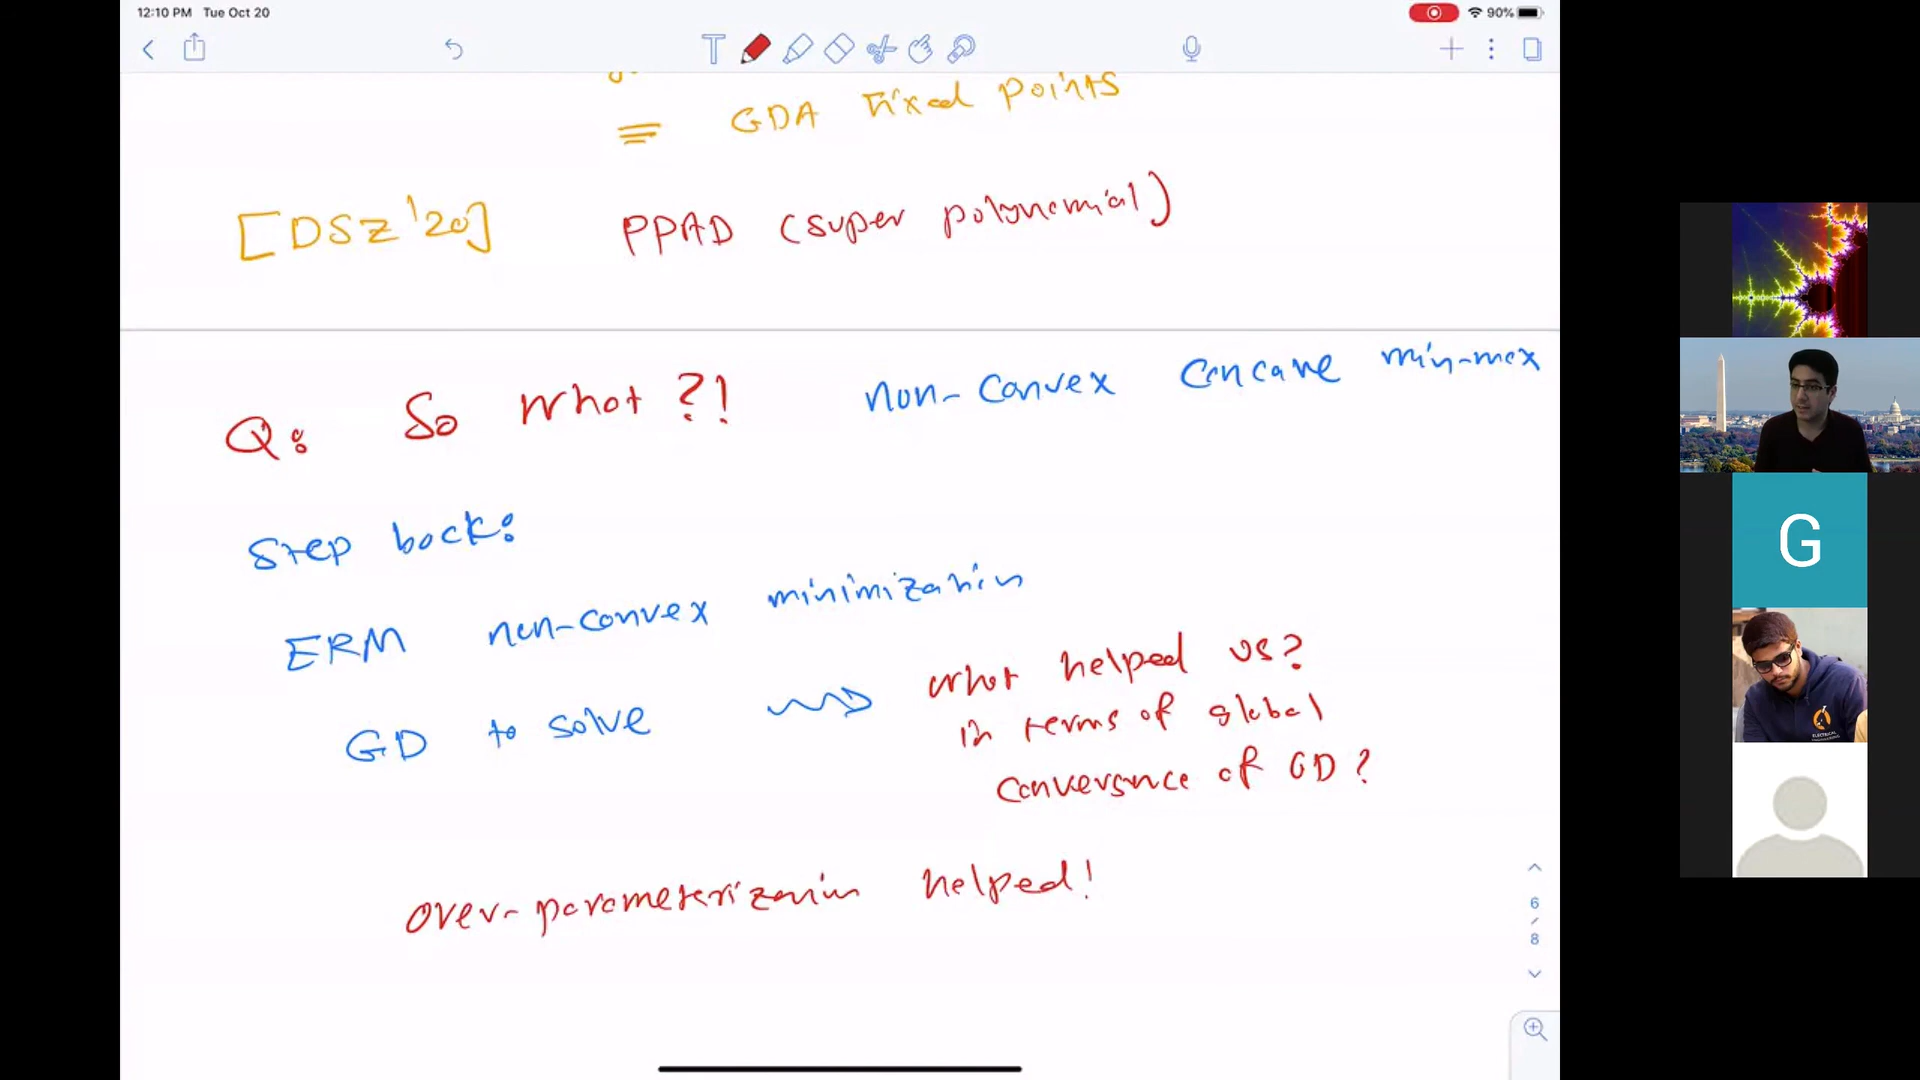 12:10 PM Tue Oct 20
90%
T
≡ GDA Fixed points
[DSZ '20] PPAD (super polynomial)
Q: So what ?! non-convex concave min-max
Step back:
ERM non-convex minimization
GD to solve
what helped us?
in terms of global
convergence of GD ?
over-parameterization helped!
6
/
8
G
ELECTRICAL